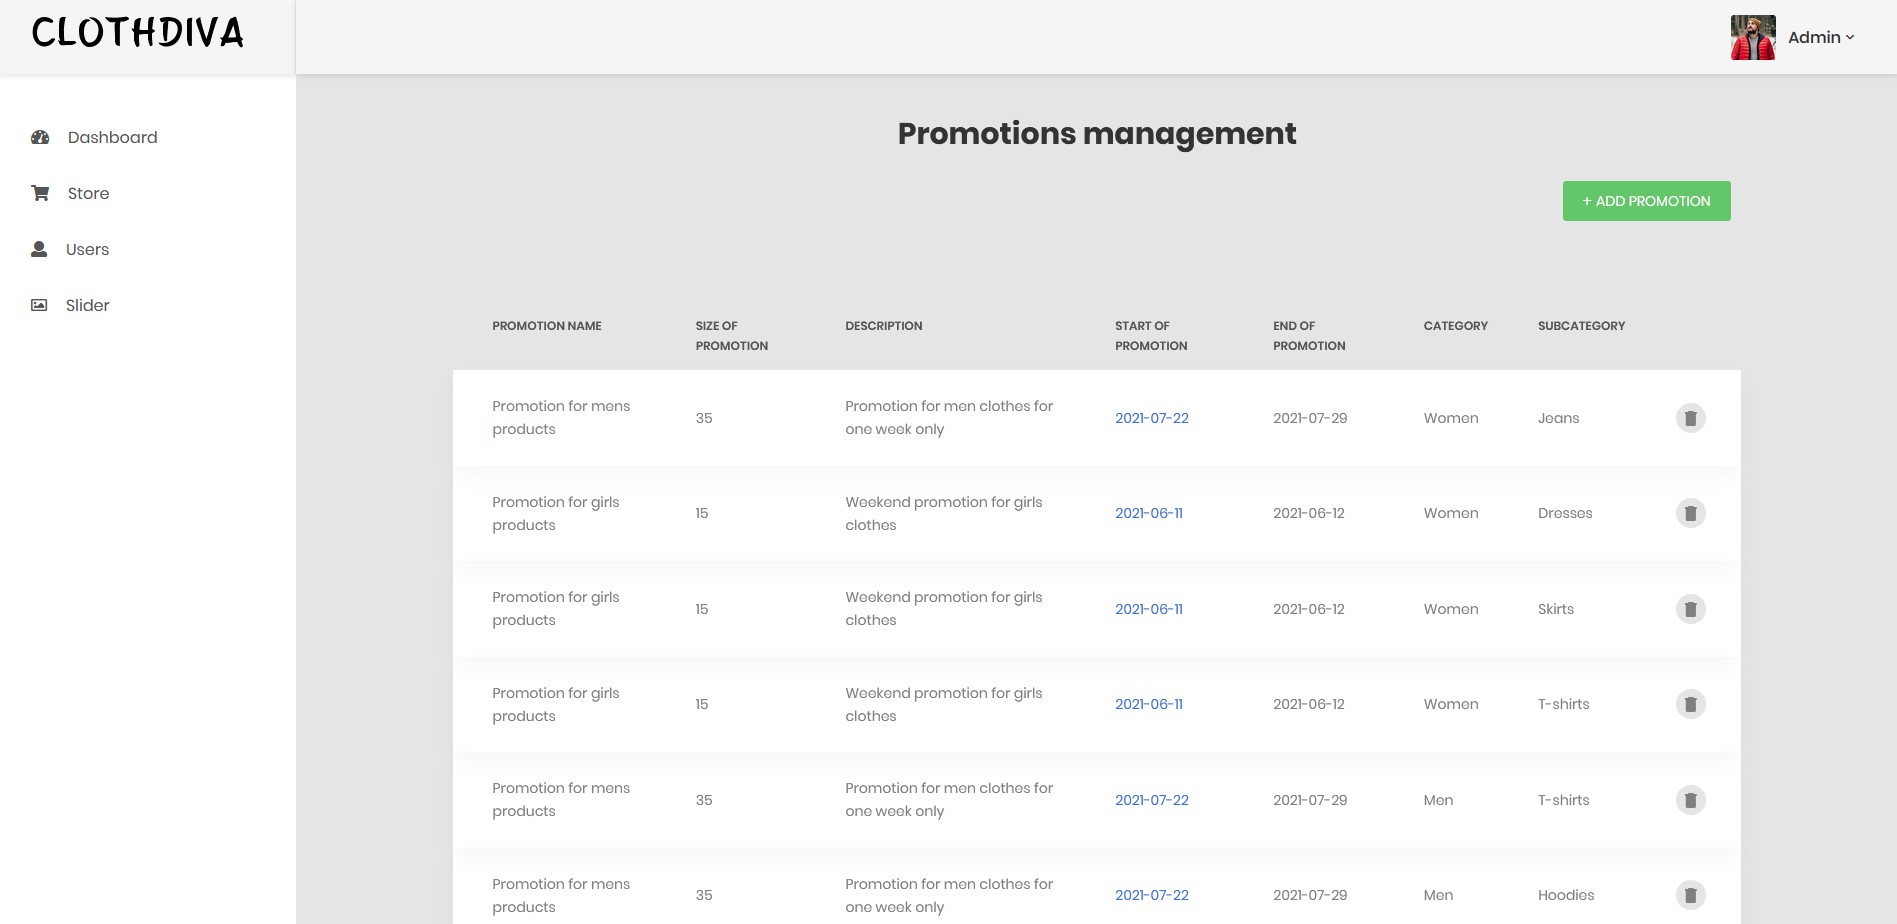 CLOTHDIVA
Admin
Dashboard
Store
Users
Slider
Promotions management
+ ADD PROMOTION
PROMOTION NAME SIZE OF PROMOTION DESCRIPTION START OF PROMOTION END OF PROMOTION CATEGORY SUBCATEGORY
Promotion for mens products 35 Promotion for men clothes for one week only 2021-07-22 2021-07-29 Women Jeans
Promotion for girls products 15 Weekend promotion for girls clothes 2021-06-11 2021-06-12 Women Dresses
Promotion for girls products 15 Weekend promotion for girls clothes 2021-06-11 2021-06-12 Women Skirts
Promotion for girls products 15 Weekend promotion for girls clothes 2021-06-11 2021-06-12 Women T-shirts
Promotion for mens products 35 Promotion for men clothes for one week only 2021-07-22 2021-07-29 Men T-shirts
Promotion for mens products 35 Promotion for men clothes for one week only 2021-07-22 2021-07-29 Men Hoodies